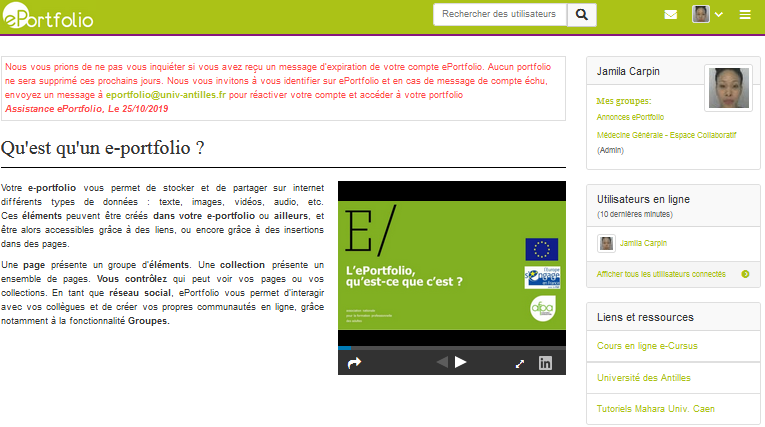 ePortfolio
Rechercher des utilisateurs
Nous vous prions de ne pas vous inquiéter si vous avez reçu un message d'expiration de votre compte ePortfolio. Aucun portfolio
ne sera supprimé ces prochains jours. Nous vous invitons à vous identifier sur ePortfolio et en cas de message de compte échu,
envoyez un message à eportfolio@univ-antilles.fr pour réactiver votre compte et accéder à votre portfolio
Assistance ePortfolio, Le 25/10/2019
Qu'est qu'un e-portfolio ?
Votre e-portfolio vous permet de stocker et de partager sur internet
différents types de données : texte, images, vidéos, audio, etc.
Ces éléments peuvent être créés dans votre e-portfolio ou ailleurs, et
être alors accessibles grâce à des liens, ou encore grâce à des insertions
dans des pages.
Une page présente un groupe d'éléments. Une collection présente un
ensemble de pages. Vous contrôlez qui peut voir vos pages ou vos
collections. En tant que réseau social, ePortfolio vous permet d'interagir
avec vos collègues et de créer vos propres communautés en ligne, grâce
notamment à la fonctionnalité Groupes.
E/
L'ePortfolio,
qu'est-ce que c'est ?
l'Europe
s'engage
en France
afpa
in
Jamila Carpin
Mes groupes:
Annonces ePortfolio
Médecine Générale - Espace Collaboratif
(Admin)
Utilisateurs en ligne
(10 dernières minutes)
Jamila Carpin
Afficher tous les utilisateurs connectés
Liens et ressources
Cours en ligne e-Cursus
Université des Antilles
Tutoriels Mahara Univ. Caen